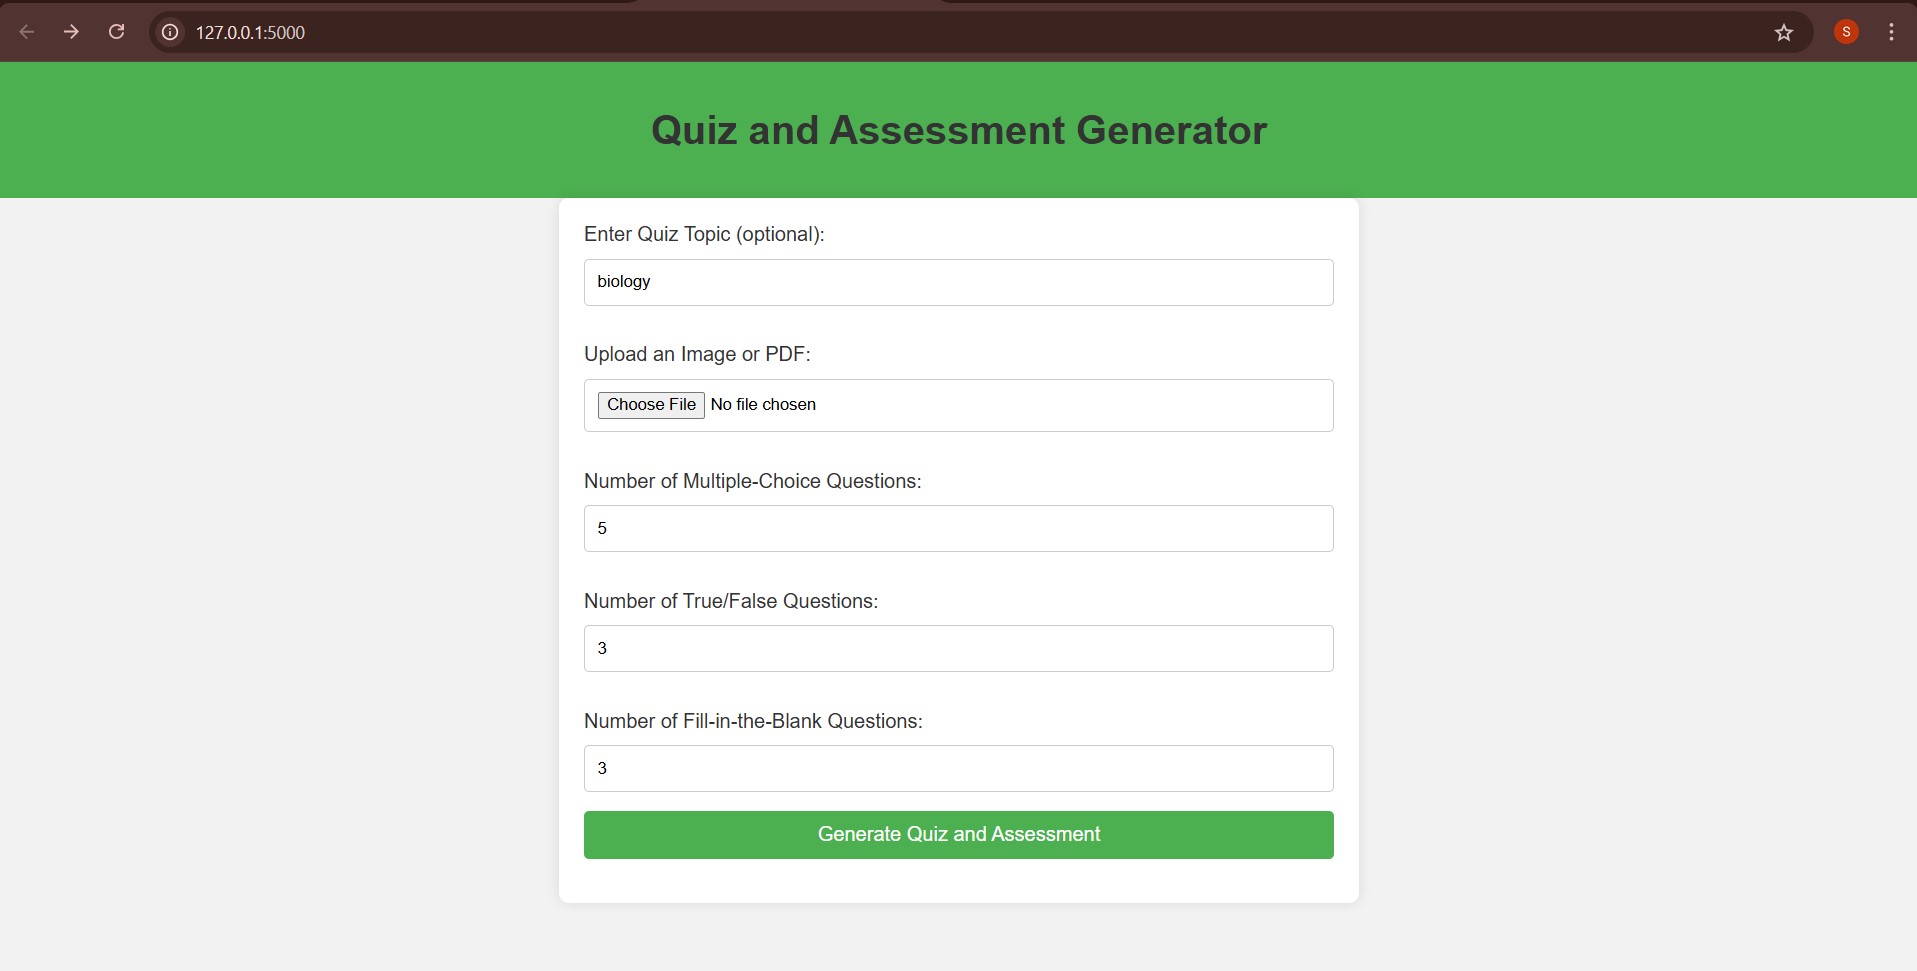 127.0.0.1:5000
S
Quiz and Assessment Generator
Enter Quiz Topic (optional):
biology
Upload an Image or PDF:
Choose File No file chosen
Number of Multiple-Choice Questions:
5
Number of True/False Questions:
3
Number of Fill-in-the-Blank Questions:
3
Generate Quiz and Assessment